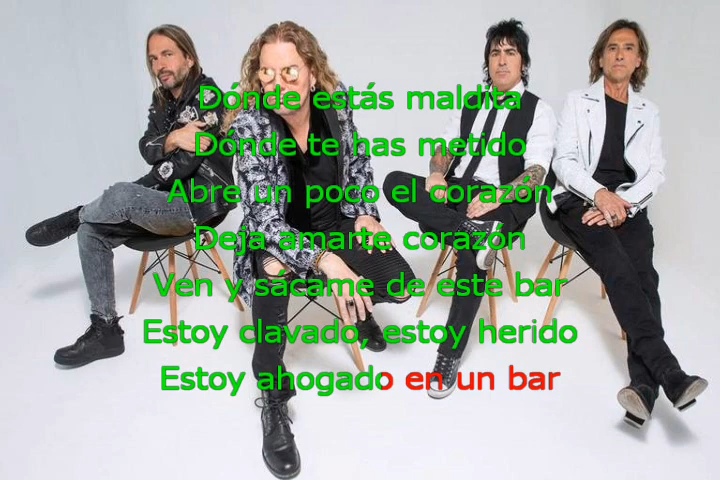 Dónde estás maldita
Dónde te has metido
Abre un poco el corazón
Deja amarte corazón
Ven y sácame de este bar
Estoy clavado, estoy herido
Estoy ahogado en un bar